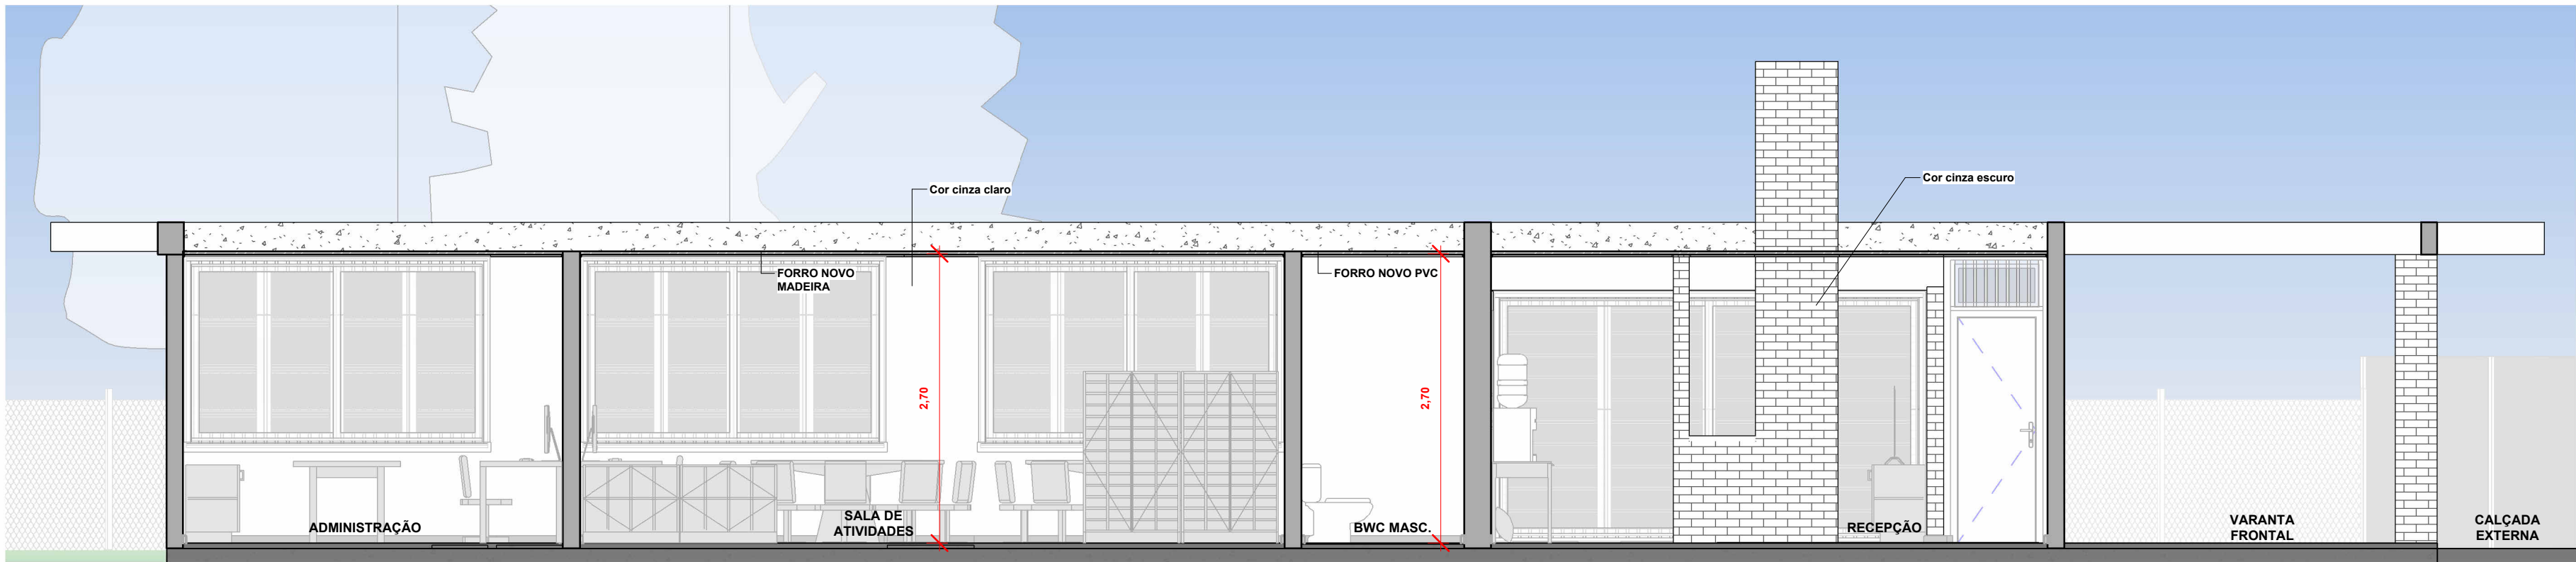 Cor cinza claro
Cor cinza escuro
FORRO NOVO
MADEIRA
FORRO NOVO PVC
2,70
2,70
ADMINISTRAÇÃO
SALA DE
ATIVIDADES
BWC MASC.
RECEPÇÃO
VARANTA
FRONTAL
CALÇADA
EXTERNA